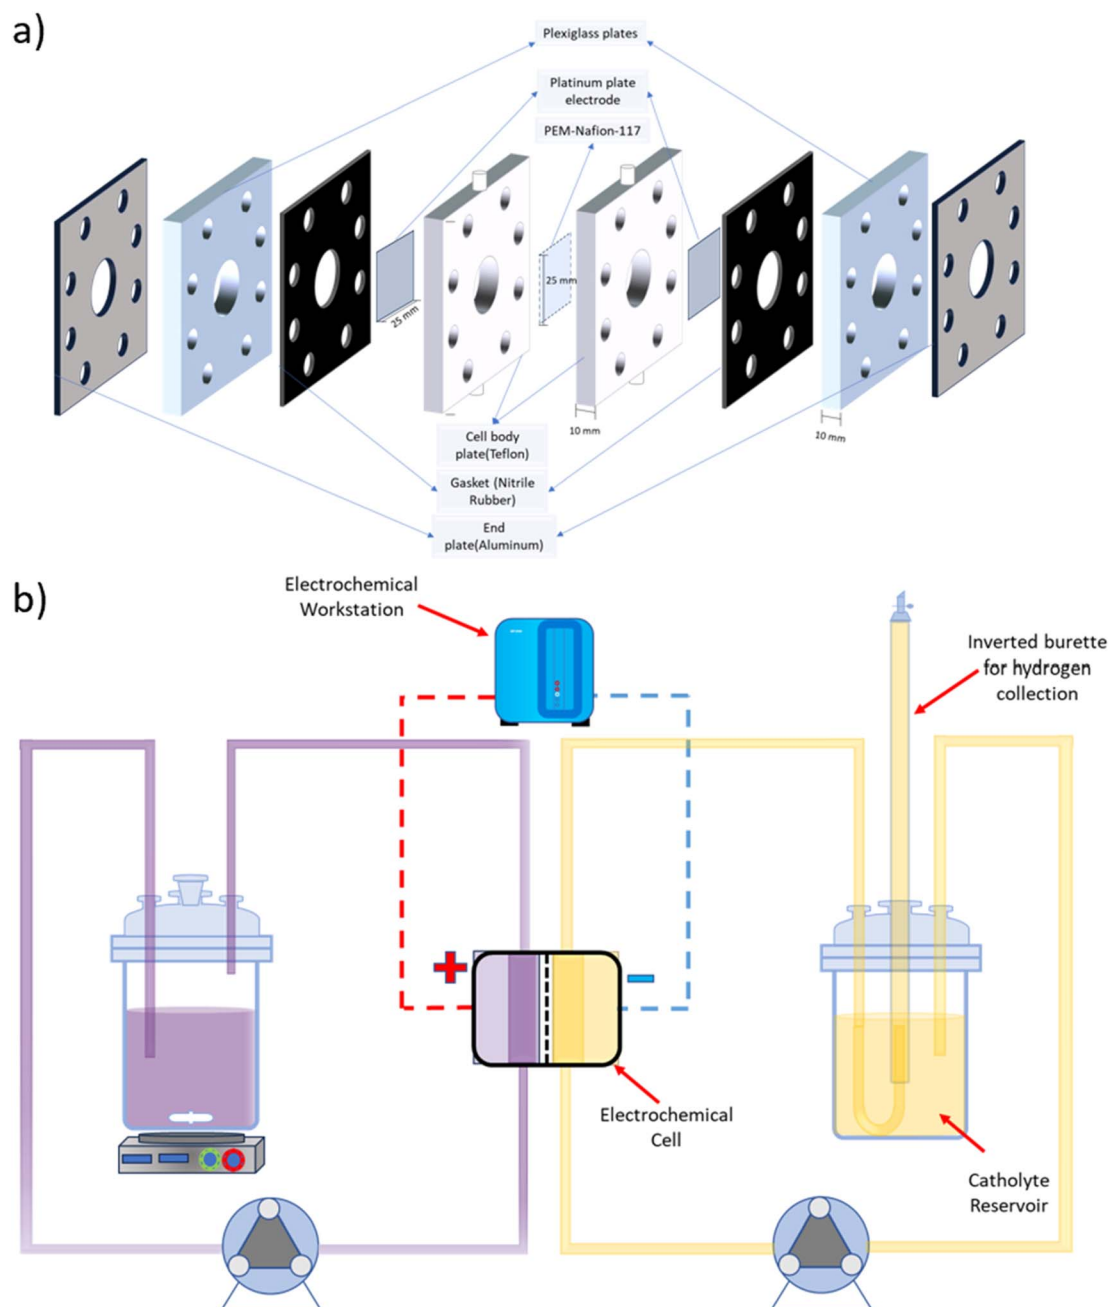 a)
Plexiglass plates
Platinum plate
electrode
PEM-Nafion-117
25 mm
25 mm
10 mm
10 mm
Cell body
plate(Teflon)
Gasket (Nitrile
Rubber)
End
plate(Aluminum)
b)
Electrochemical
Workstation
Inverted burette
for hydrogen
collection
Electrochemical
Cell
Catholyte
Reservoir